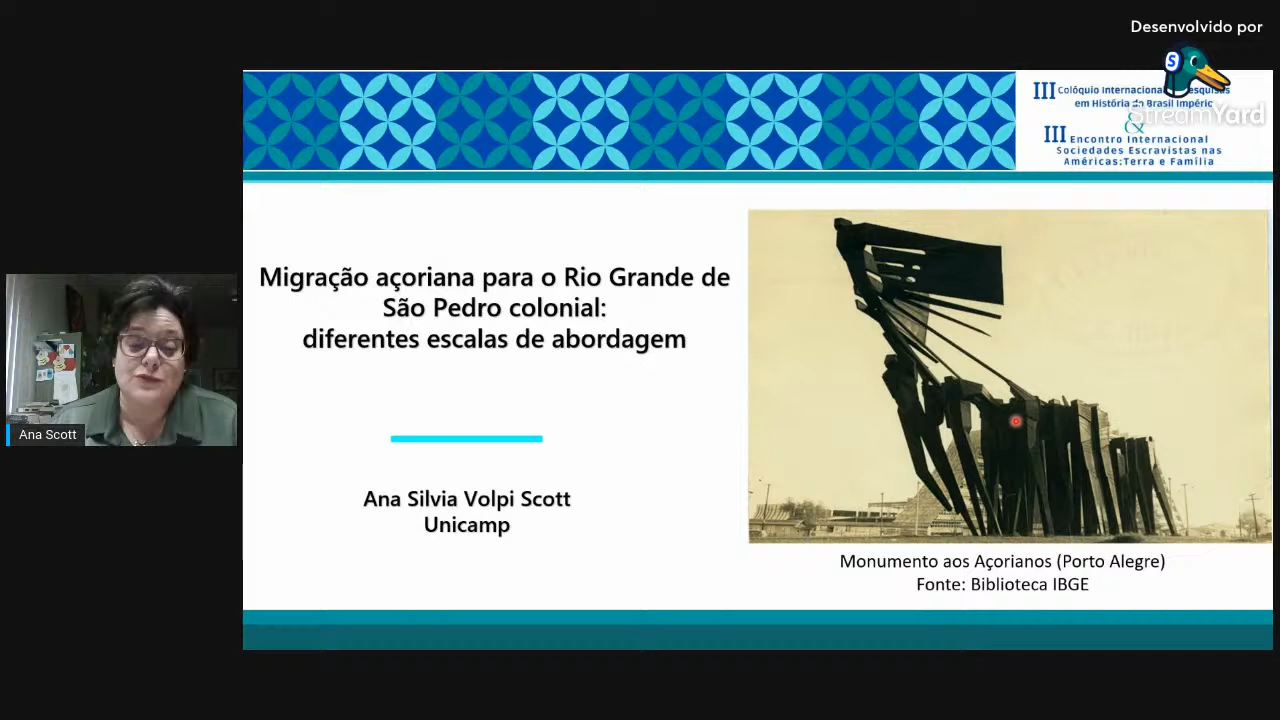 Desenvolvido por
StreamYard
III Colóquio Internacional Pesquisas
em História do Brasil Império
&
III Encontro Internacional
Sociedades Escravistas nas
Américas:Terra e Família
Migração açoriana para o Rio Grande de
São Pedro colonial:
diferentes escalas de abordagem
Ana Silvia Volpi Scott
Unicamp
Monumento aos Açorianos (Porto Alegre)
Fonte: Biblioteca IBGE
Ana Scott